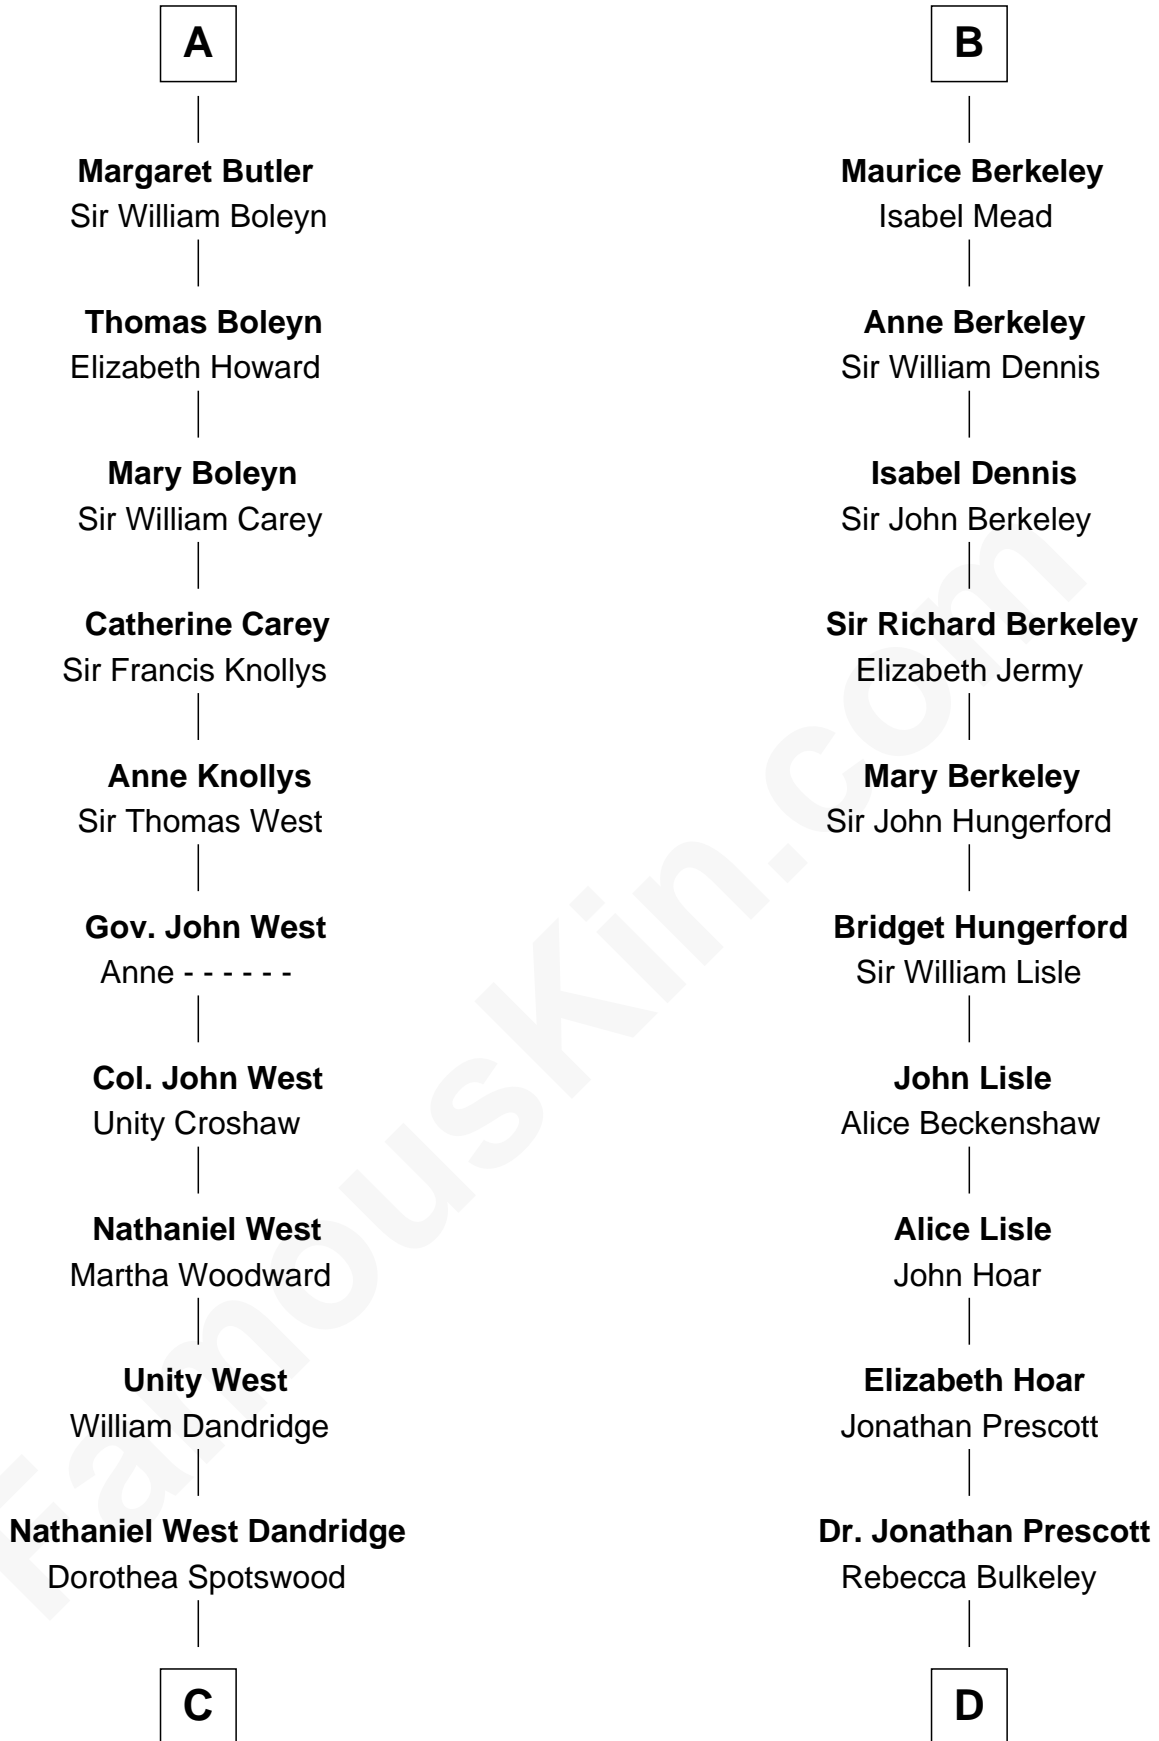 A
Margaret Butler
Sir William Boleyn
Thomas Boleyn
Elizabeth Howard
Mary Boleyn
Sir William Carey
Catherine Carey
Sir Francis Knollys
Anne Knollys
Sir Thomas West
Gov. John West
Anne - - - - - -
Col. John West
Unity Croshaw
Nathaniel West
Martha Woodward
Unity West
William Dandridge
Nathaniel West Dandridge
Dorothea Spotswood
C
B
Maurice Berkeley
Isabel Mead
Anne Berkeley
Sir William Dennis
Isabel Dennis
Sir John Berkeley
Sir Richard Berkeley
Elizabeth Jermy
Mary Berkeley
Sir John Hungerford
Bridget Hungerford
Sir William Lisle
John Lisle
Alice Beckenshaw
Alice Lisle
John Hoar
Elizabeth Hoar
Jonathan Prescott
Dr. Jonathan Prescott
Rebecca Bulkeley
D
FamousKin.com